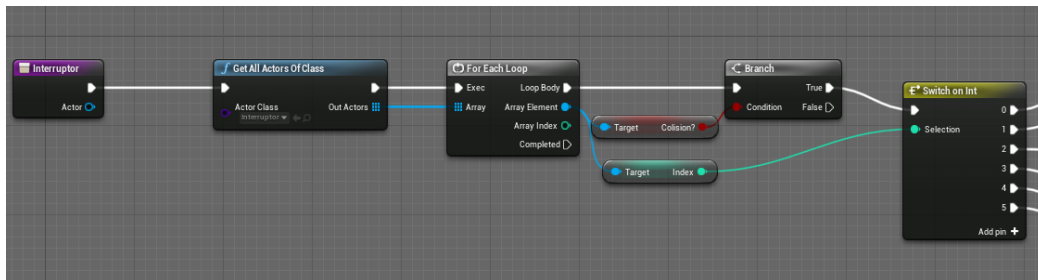 Interruptor
Actor
Get All Actors Of Class
Actor Class
Interruptor
Out Actors
For Each Loop
Exec
Loop Body
Array
Array Element
Array Index
Completed
Target
Colision?
Target
Index
Branch
True
Condition
False
Switch on Int
0
Selection
1
2
3
4
5
Add pin